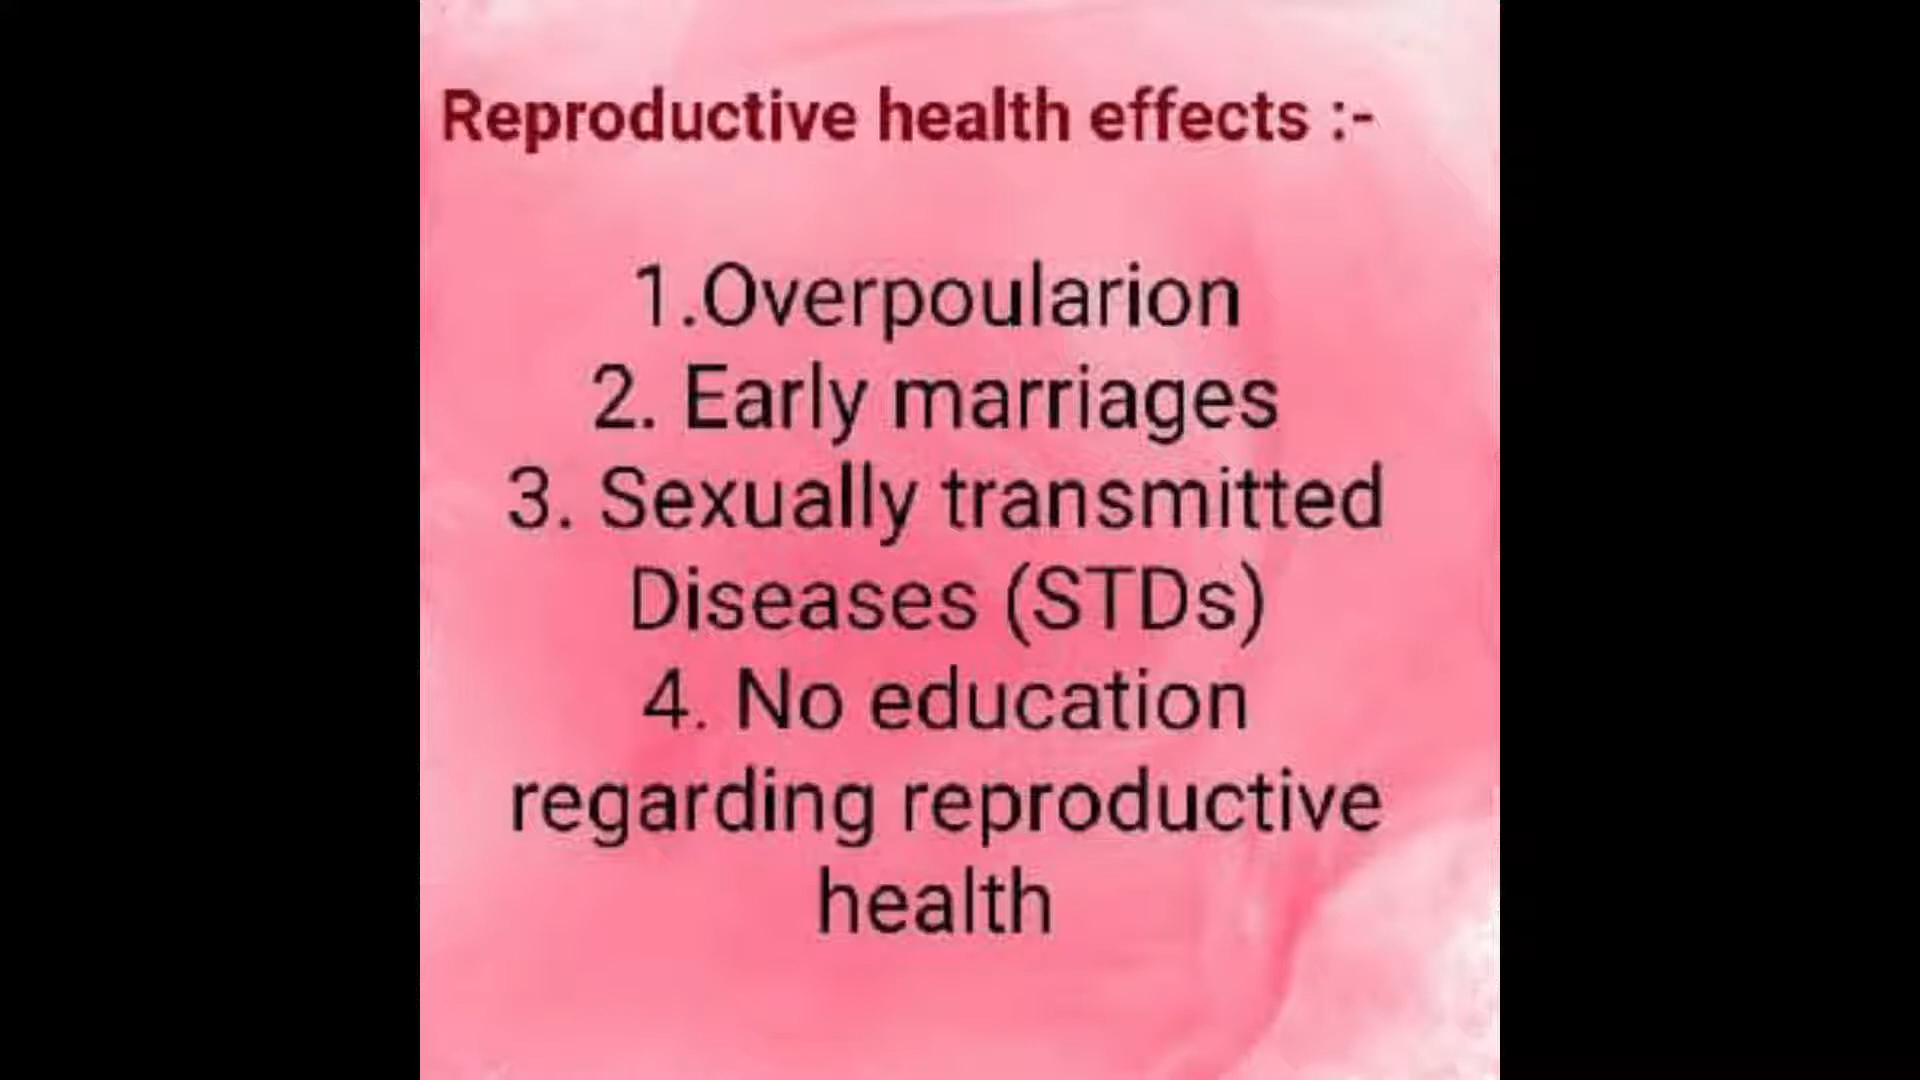 Reproductive health effects :-
1.Overpoularion
2. Early marriages
3. Sexually transmitted
Diseases (STDs)
4. No education
regarding reproductive
health